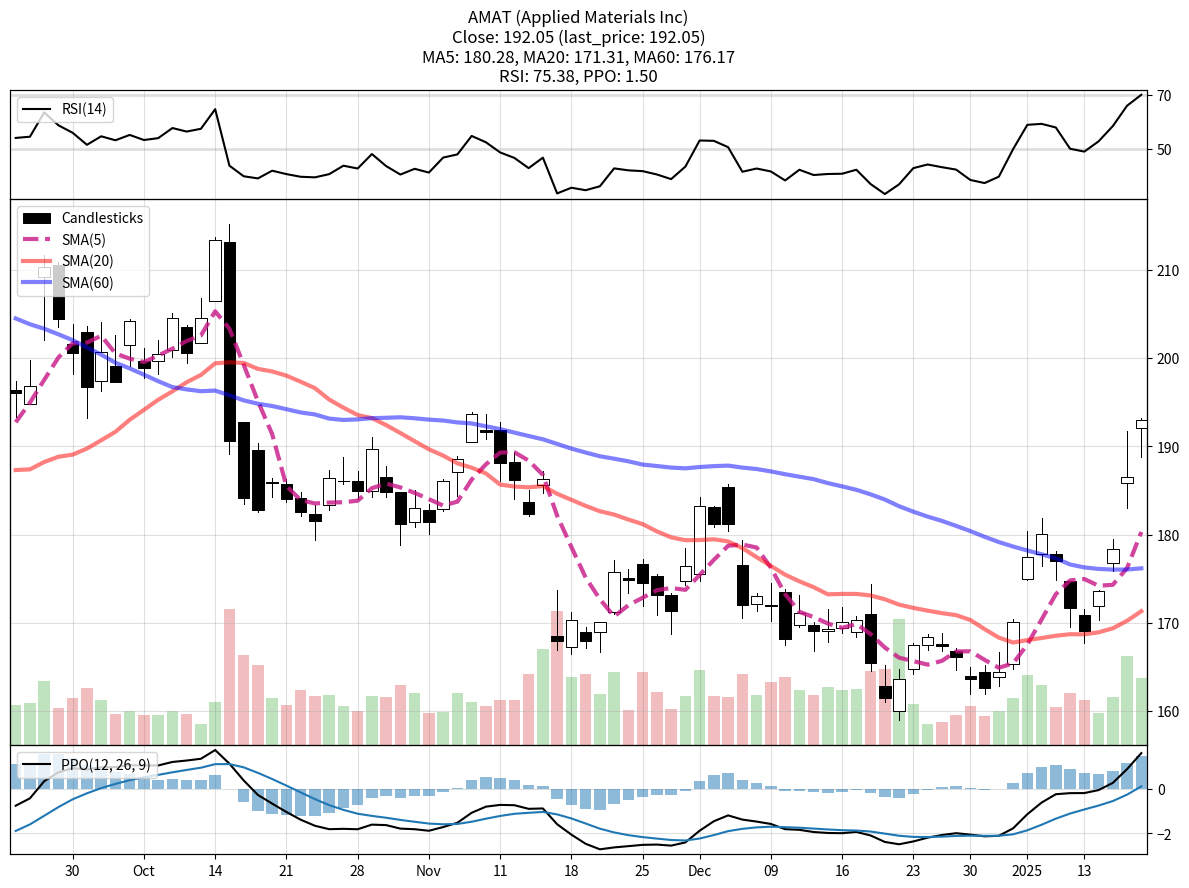 AMAT (Applied Materials Inc)
Close: 192.05 (last_price: 192.05)
MA5: 180.28, MA20: 171.31, MA60: 176.17
RSI: 75.38, PPO: 1.50
RSI(14)
70
50
Candlesticks
SMA(5)
SMA(20)
SMA(60)
210
200
190
180
170
160
PPO(12, 26, 9)
0
−2
30 Oct 14 21 28 Nov 11 18 25 Dec 09 16 23 30 2025 13